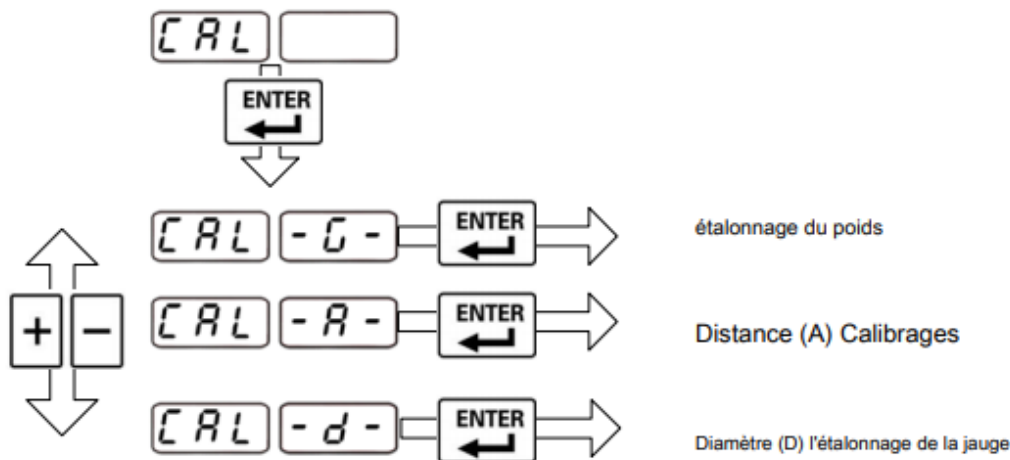 CAL
ENTER
CAL -G- ENTER étalonnage du poids
+ -
CAL -A- ENTER Distance (A) Calibrages
CAL -d- ENTER Diamètre (D) l'étalonnage de la jauge